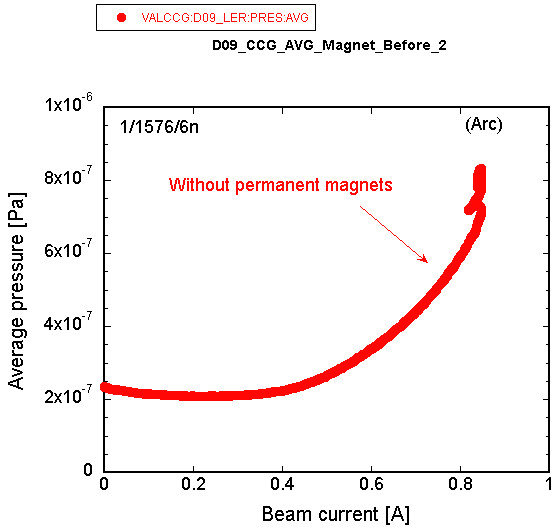 VALCCG:D09_LER:PRES:AVG
D09_CCG_AVG_Magnet_Before_2
1x10⁻⁶
1/1576/6n
(Arc)
8x10⁻⁷
Without permanent magnets
6x10⁻⁷
4x10⁻⁷
2x10⁻⁷
0
Average pressure [Pa]
0 0.2 0.4 0.6 0.8 1
Beam current [A]